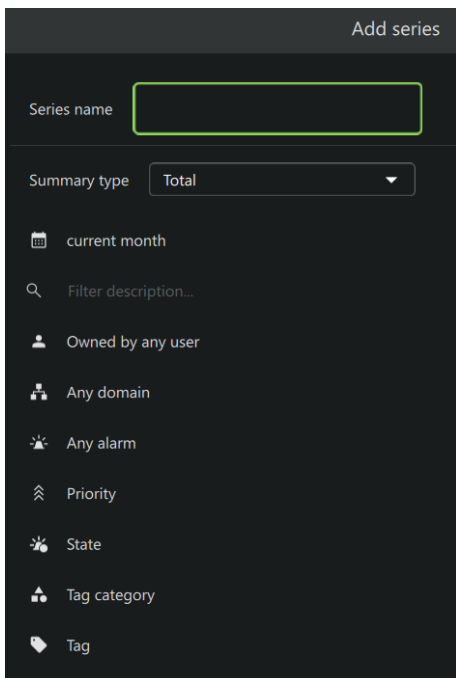 Add series
Series name
Summary type Total
current month
Filter description...
Owned by any user
Any domain
Any alarm
Priority
State
Tag category
Tag